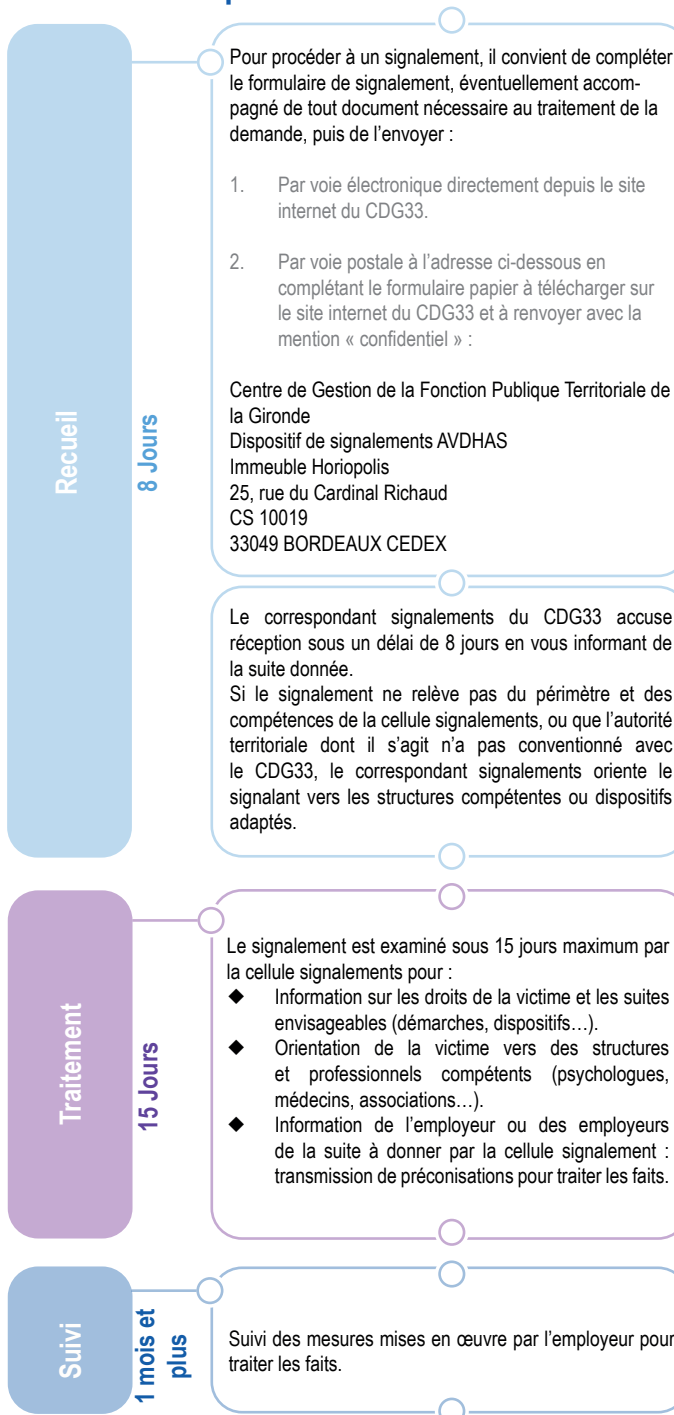 Recueil
8 Jours
Pour procéder à un signalement, il convient de compléter
le formulaire de signalement, éventuellement accom-
pagné de tout document nécessaire au traitement de la
demande, puis de l’envoyer :
1. Par voie électronique directement depuis le site
internet du CDG33.
2. Par voie postale à l’adresse ci-dessous en
complétant le formulaire papier à télécharger sur
le site internet du CDG33 et à renvoyer avec la
mention « confidentiel » :
Centre de Gestion de la Fonction Publique Territoriale de
la Gironde
Dispositif de signalements AVDHAS
Immeuble Horiopolis
25, rue du Cardinal Richaud
CS 10019
33049 BORDEAUX CEDEX
Le correspondant signalements du CDG33 accuse
réception sous un délai de 8 jours en vous informant de
la suite donnée.
Si le signalement ne relève pas du périmètre et des
compétences de la cellule signalements, ou que l’autorité
territoriale dont il s’agit n’a pas conventionné avec
le CDG33, le correspondant signalements oriente le
signalant vers les structures compétentes ou dispositifs
adaptés.
Traitement
15 Jours
Le signalement est examiné sous 15 jours maximum par
la cellule signalements pour :
◆ Information sur les droits de la victime et les suites
envisageables (démarches, dispositifs…).
◆ Orientation de la victime vers des structures
et professionnels compétents (psychologues,
médecins, associations…).
◆ Information de l’employeur ou des employeurs
de la suite à donner par la cellule signalement :
transmission de préconisations pour traiter les faits.
Suivi
1 mois et
plus
Suivi des mesures mises en œuvre par l’employeur pour
traiter les faits.